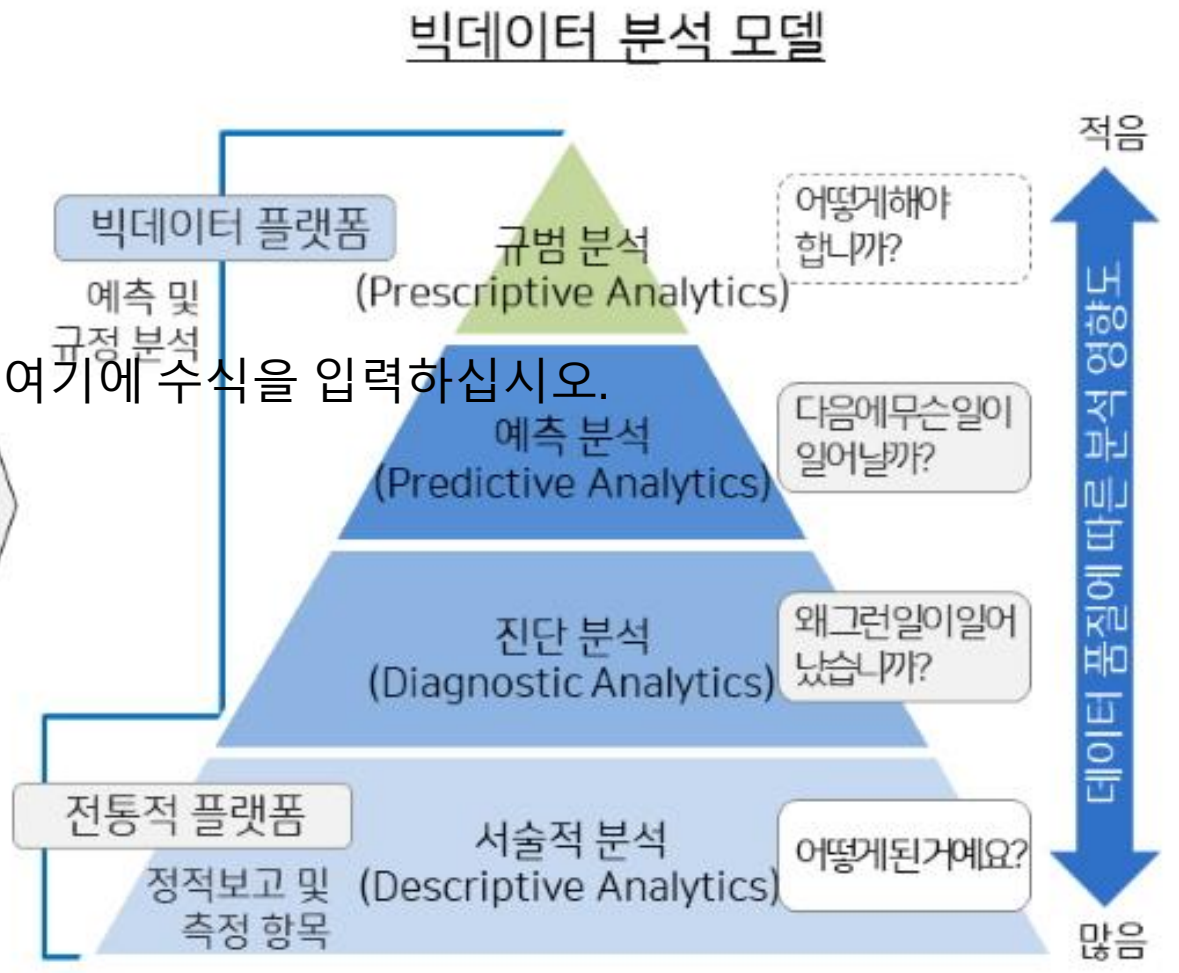 빅데이터 분석 모델
적음
빅데이터 플랫폼
예측 및
규정 분석
규범 분석
(Prescriptive Analytics)
어떻게해야
합니까?
여기에 수식을 입력하십시오.
예측 분석
(Predictive Analytics)
다음에무슨일이
일어날까?
진단 분석
(Diagnostic Analytics)
왜그런일이일어
났습니까?
전통적 플랫폼
정적보고 및
측정 항목
서술적 분석
(Descriptive Analytics)
어떻게된거예요?
데이터 품질에 따른 분석 영향도
많음